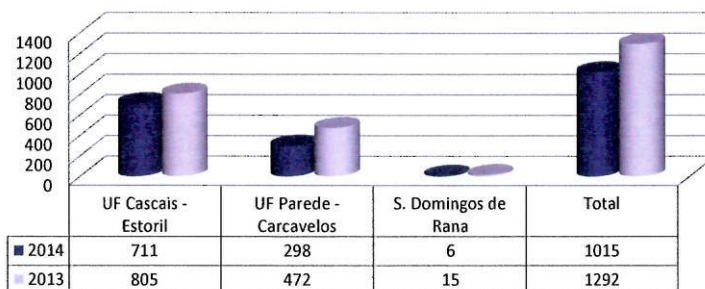 1400
1200
1000
800
600
400
200
0
UF Cascais - Estoril
UF Parede - Carcavelos
S. Domingos de Rana
Total
2014 711 298 6 1015
2013 805 472 15 1292